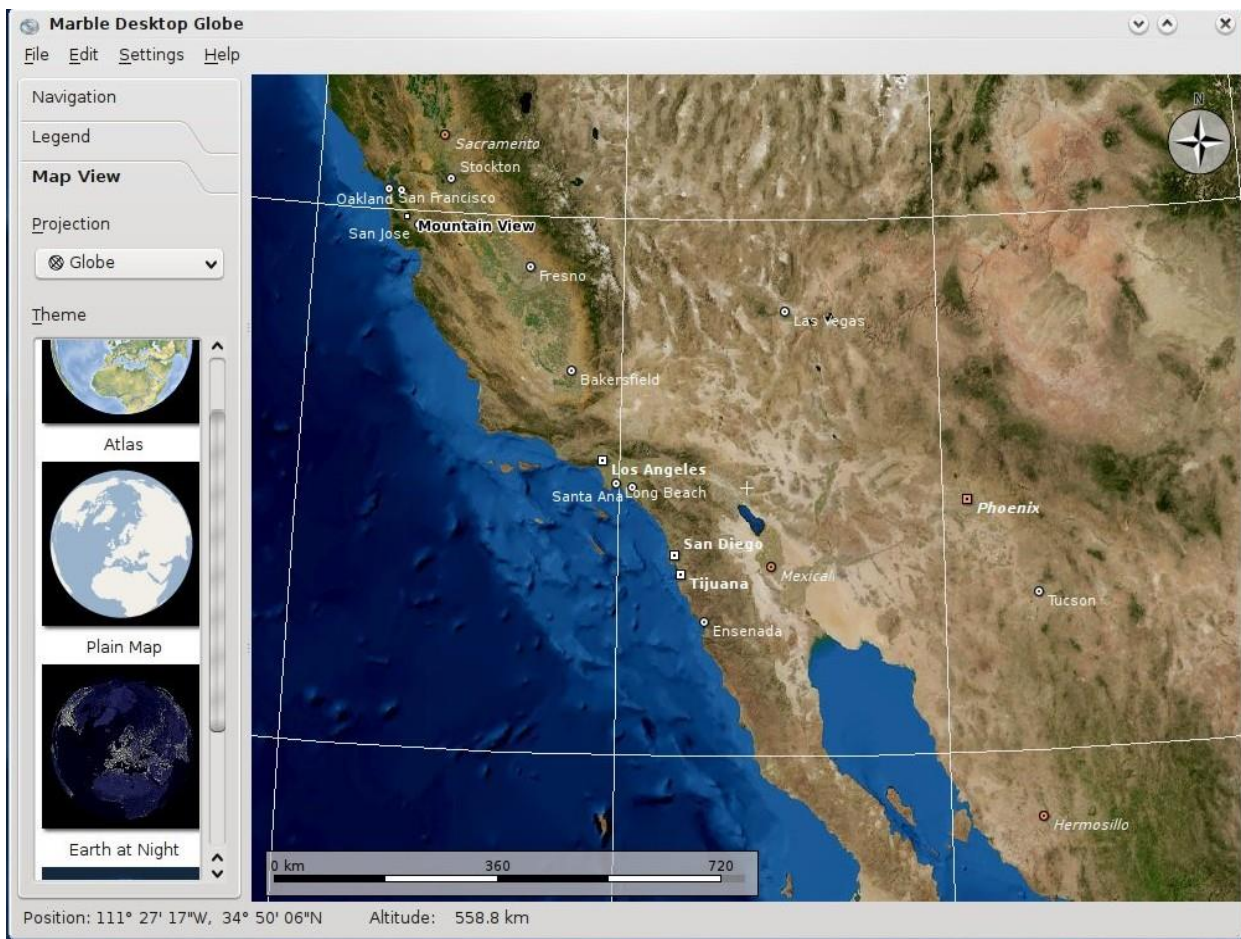 Marble Desktop Globe
File Edit Settings Help
Navigation
Legend
Map View
Projection
Globe
Theme
Atlas
Plain Map
Earth at Night
N
Sacramento
Stockton
Oakland San Francisco
San Jose Mountain View
Fresno
Las Vegas
Bakersfield
Los Angeles
Santa Ana Long Beach
Phoenix
San Diego
Mexicali
Tijuana
Tucson
Ensenada
Hermosillo
0 km 360 720
Position: 111° 27' 17"W, 34° 50' 06"N Altitude: 558.8 km